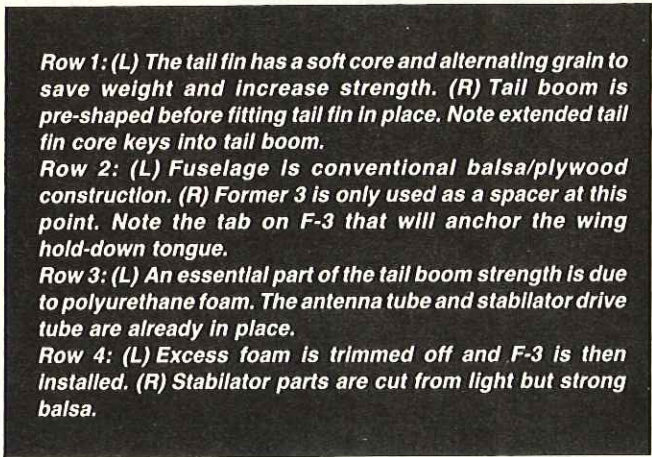 Row 1: (L) The tail fin has a soft core and alternating grain to
save weight and increase strength. (R) Tail boom is
pre-shaped before fitting tail fin in place. Note extended tail
fin core keys into tail boom.
Row 2: (L) Fuselage is conventional balsa/plywood
construction. (R) Former 3 is only used as a spacer at this
point. Note the tab on F-3 that will anchor the wing
hold-down tongue.
Row 3: (L) An essential part of the tail boom strength is due
to polyurethane foam. The antenna tube and stabilator drive
tube are already in place.
Row 4: (L) Excess foam is trimmed off and F-3 is then
installed. (R) Stabilator parts are cut from light but strong
balsa.